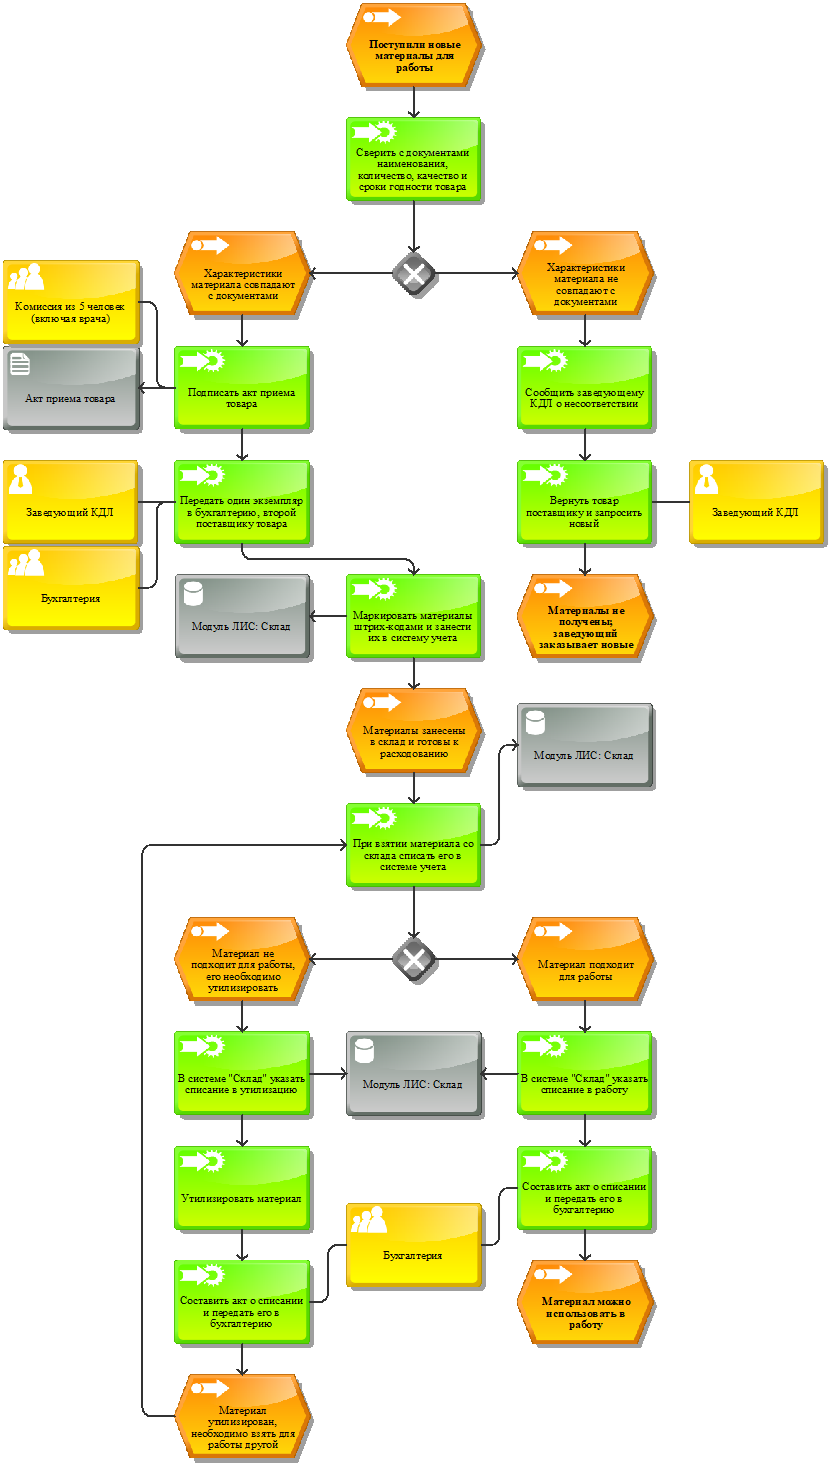 Поступили новые
материалы для
работы
Сверить с документами
наименования,
количество, качество и
сроки годности товара
Характеристики
материала совпадают
с документами
Характеристики
материала не
совпадают с
документами
Комиссия из 5 человек
(включая врача)
Акт приема товара
Подписать акт приема
товара
Сообщить заведующему
КДЛ о несоответствии
Заведующий КДЛ
Бухгалтерия
Передать один экземпляр
в бухгалтерию, второй
поставщику товара
Вернуть товар
поставщику и запросить
новый
Заведующий КДЛ
Модуль ЛИС: Склад
Маркировать материалы
штрих-кодами и занести
их в систему учета
Материалы не
получены;
заведующий
заказывает новые
Материалы занесены
в склад и готовы к
расходованию
Модуль ЛИС: Склад
При взятии материала со
склада списать его в
системе учета
Материал не
подходит для работы,
его необходимо
утилизировать
Материал подходит
для работы
В системе "Склад" указать
списание в утилизацию
Модуль ЛИС: Склад
В системе "Склад" указать
списание в работу
Утилизировать материал
Составить акт о списании
и передать его в
бухгалтерию
Бухгалтерия
Составить акт о списании
и передать его в
бухгалтерию
Материал можно
использовать в
работу
Материал
утилизирован,
необходимо взять для
работы другой